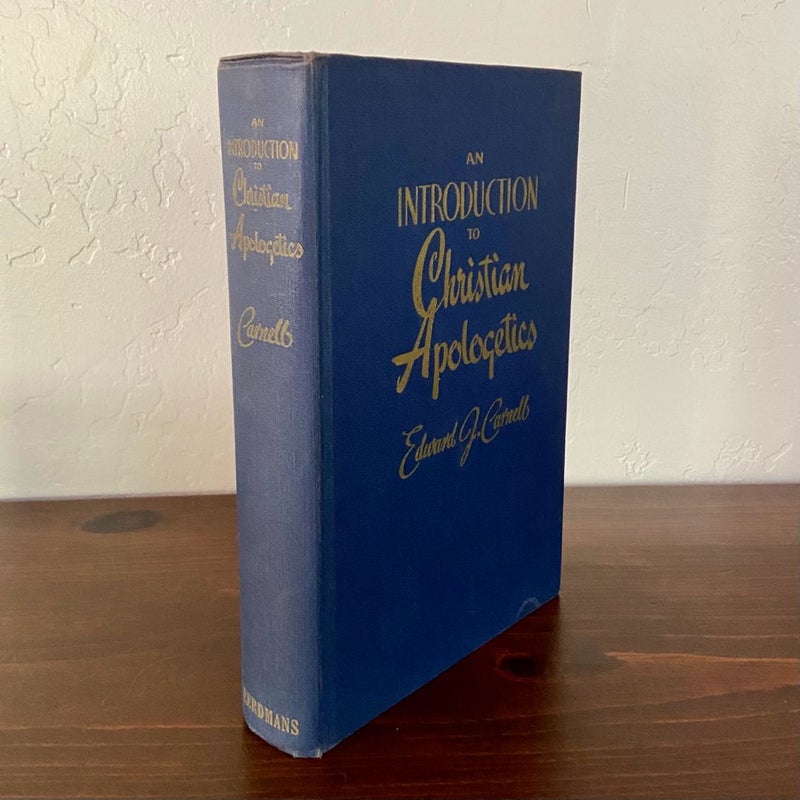 AN
INTRODUCTION
TO
Christian
Apologetics
Carnell
EERDMANS
AN
INTRODUCTION
TO
Christian
Apologetics
Edward J. Carnell